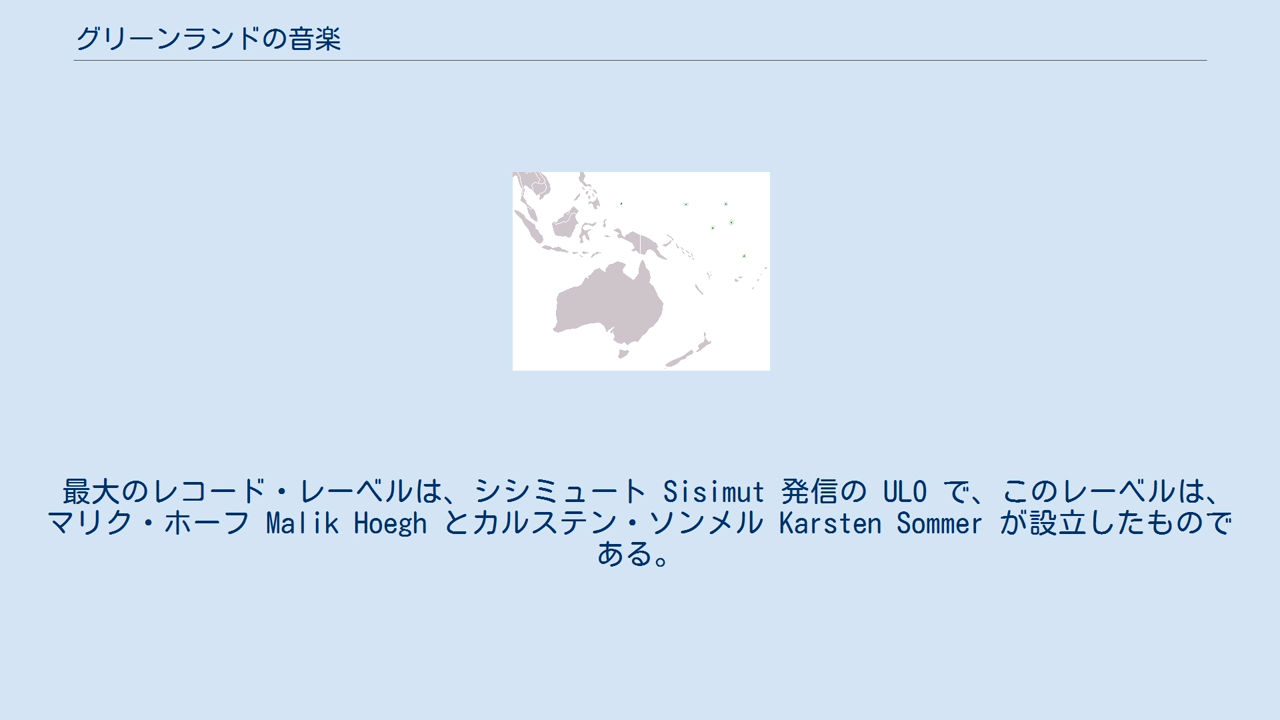 グリーンランドの音楽
最大のレコード・レーベルは、シシミュート Sisimut 発信の ULO で、このレーベルは、
マリク・ホーフ Malik Hoegh とカルステン・ソンメル Karsten Sommer が設立したもので
ある。